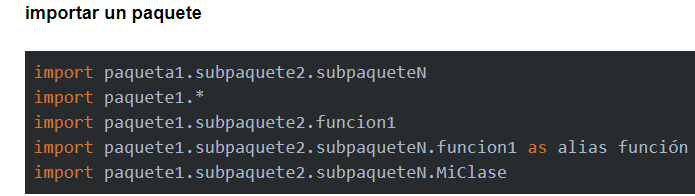 importar un paquete
import paqueta1.subpaquete2.subpaqueteN
import paquete1.*
import paquete1.subpaquete2.funcion1
import paquete1.subpaquete2.subpaqueteN.funcion1 as alias función
import paquete1.subpaquete2.subpaqueteN.MiClase